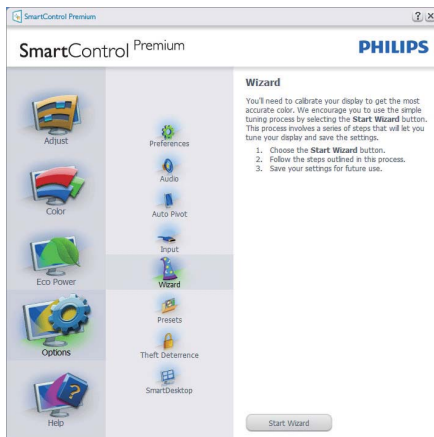 SmartControl Premium
SmartControl Premium
PHILIPS
Adjust
Color
Eco Power
Options
Help
Preferences
Audio
Auto Pivot
Input
Wizard
Presets
Theft Deterrence
SmartDesktop
Wizard
You'll need to calibrate your display to get the most
accurate color. We encourage you to use the simple
tuning process by selecting the Start Wizard button.
This process involves a series of steps that will let you
tune your display and save the settings.
1. Choose the Start Wizard button.
2. Follow the steps outlined in this process.
3. Save your settings for future use.
Start Wizard